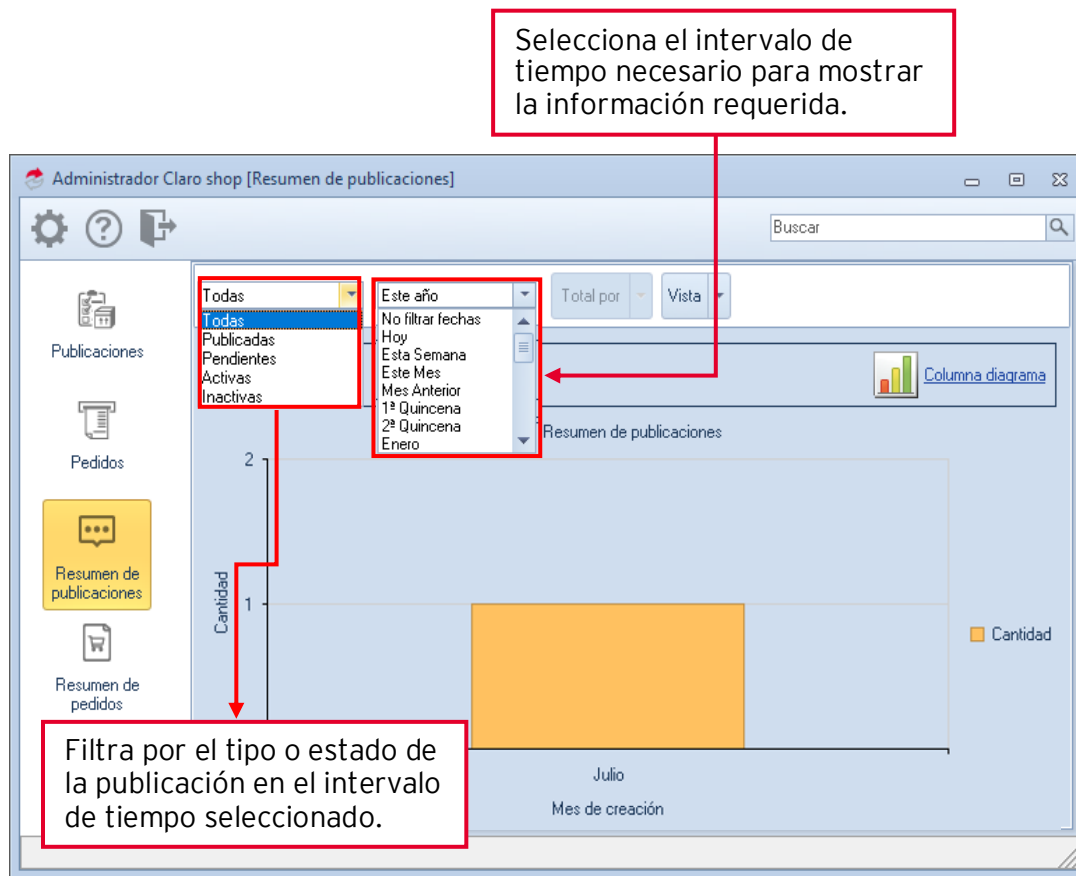 Selecciona el intervalo de
tiempo necesario para mostrar
la información requerida.
Administrador Claro shop [Resumen de publicaciones]
Buscar
Todas
Este año
Total por
Vista
Todas
Publicadas
Pendientes
Activas
Inactivas
No filtrar fechas
Hoy
Esta Semana
Este Mes
Mes Anterior
1ª Quincena
2ª Quincena
Enero
Columna diagrama
Publicaciones
Pedidos
Resumen de
publicaciones
Resumen de
pedidos
Resumen de publicaciones
2
1
Cantidad
Cantidad
Julio
Mes de creación
Filtra por el tipo o estado de
la publicación en el intervalo
de tiempo seleccionado.